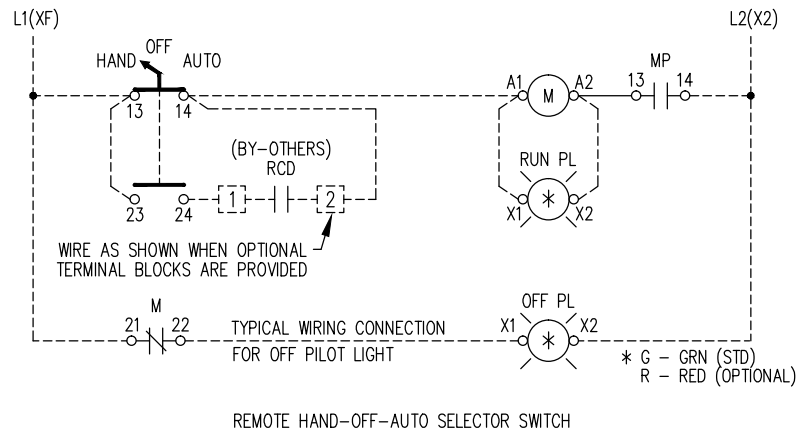 L1(XF)
L2(X2)
HAND OFF AUTO
MP
13 14
A1 M A2
13 14
(BY-OTHERS)
RCD
RUN PL
23 24
1
2
X1 * X2
WIRE AS SHOWN WHEN OPTIONAL
TERMINAL BLOCKS ARE PROVIDED
M
21 22
TYPICAL WIRING CONNECTION
FOR OFF PILOT LIGHT
OFF PL
X1 * X2
* G - GRN (STD)
R - RED (OPTIONAL)
REMOTE HAND-OFF-AUTO SELECTOR SWITCH